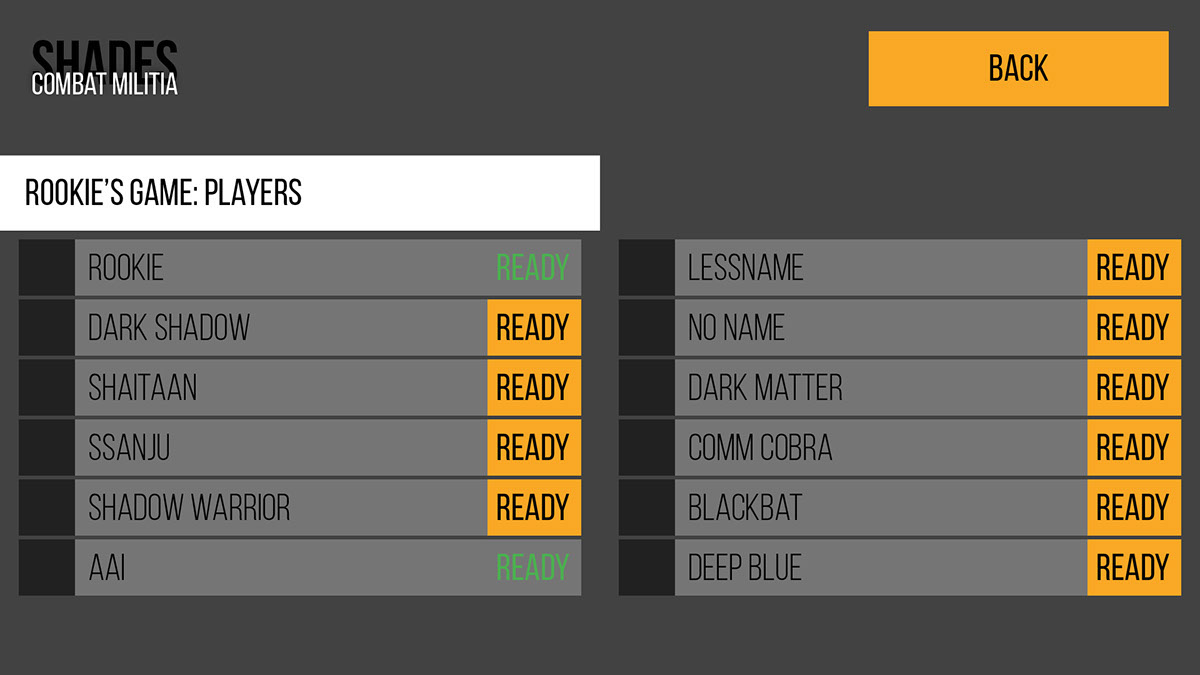 SHADES
COMBAT MILITIA
BACK
ROOKIE’S GAME: PLAYERS
ROOKIE READY
DARK SHADOW READY
SHAITAAN READY
SSANJU READY
SHADOW WARRIOR READY
AAI READY
LESSNAME READY
NO NAME READY
DARK MATTER READY
COMM COBRA READY
BLACKBAT READY
DEEP BLUE READY